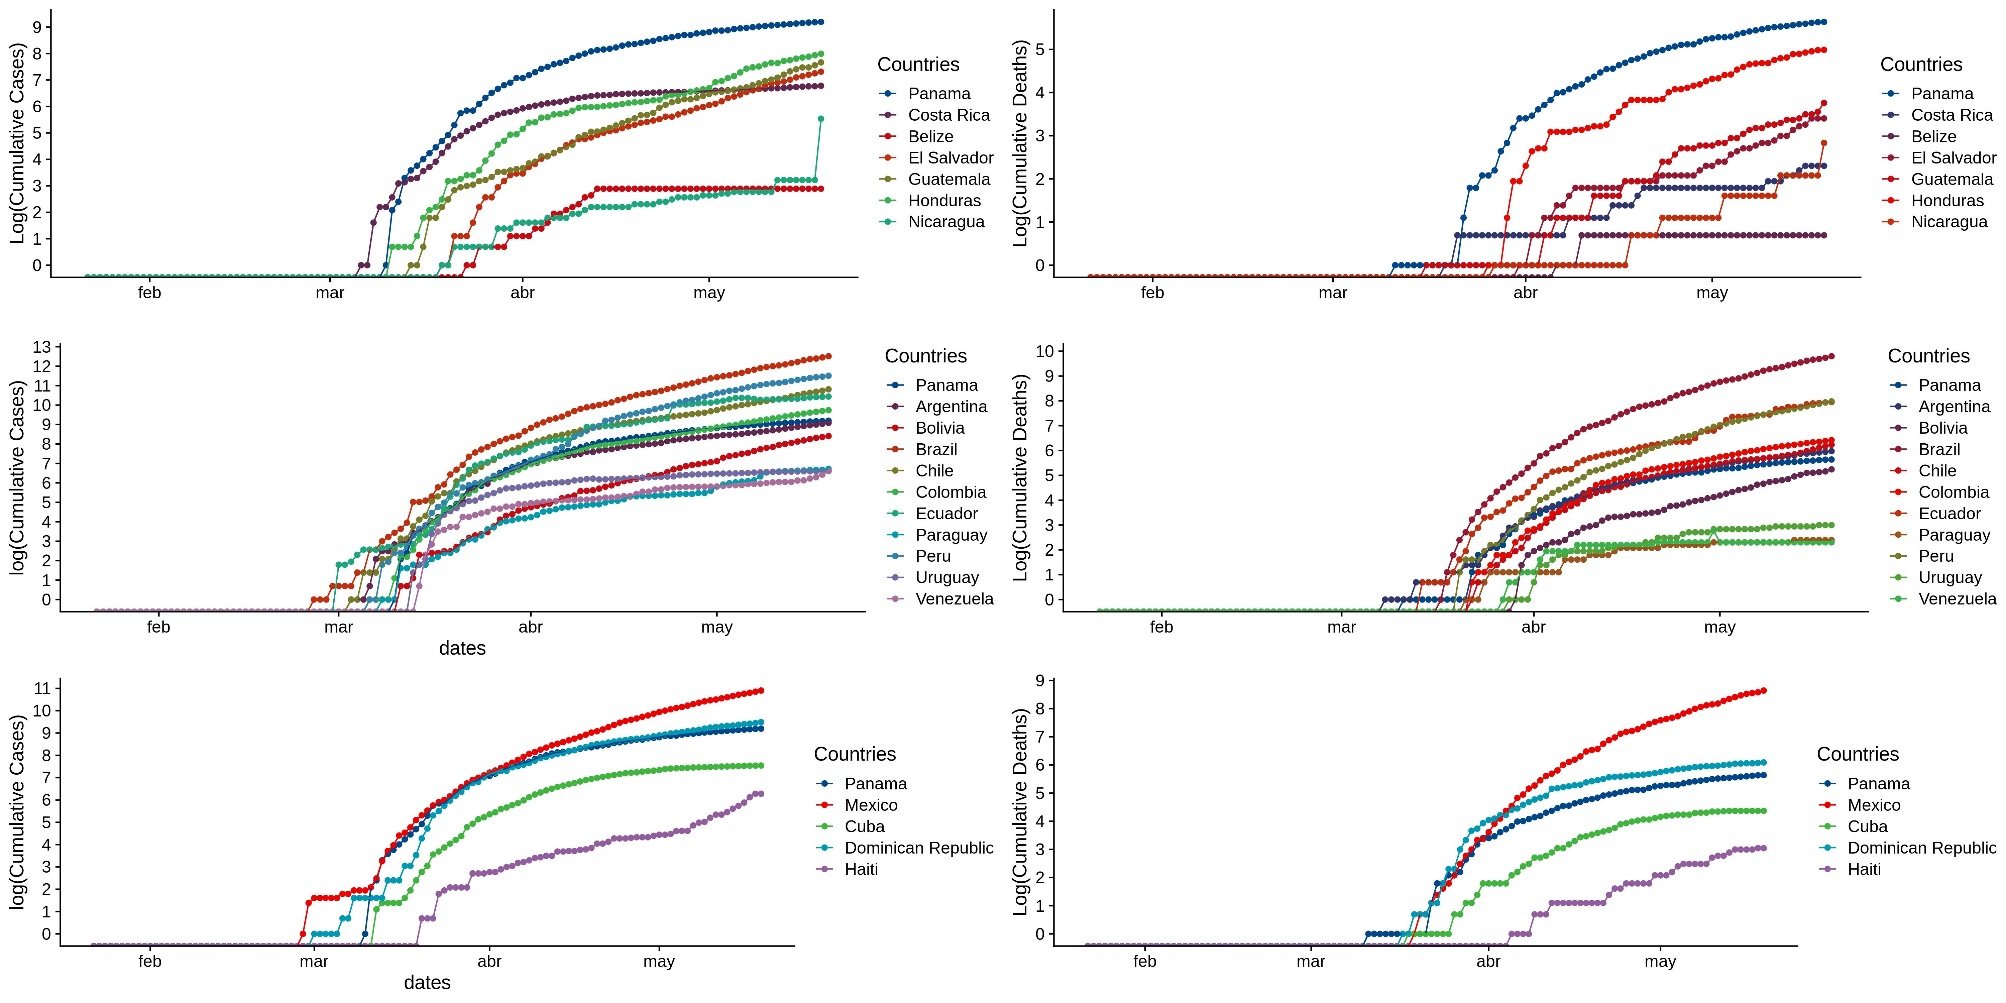 Log(Cumulative Cases)
9
8
7
6
5
4
3
2
1
0
feb
mar
abr
may
Countries
Panama
Costa Rica
Belize
El Salvador
Guatemala
Honduras
Nicaragua
Log(Cumulative Deaths)
5
4
3
2
1
0
feb
mar
abr
may
Countries
Panama
Costa Rica
Belize
El Salvador
Guatemala
Honduras
Nicaragua
log(Cumulative Cases)
13
12
11
10
9
8
7
6
5
4
3
2
1
0
feb
mar
abr
may
dates
Countries
Panama
Argentina
Bolivia
Brazil
Chile
Colombia
Ecuador
Paraguay
Peru
Uruguay
Venezuela
Log(Cumulative Deaths)
10
9
8
7
6
5
4
3
2
1
0
feb
mar
abr
may
Countries
Panama
Argentina
Bolivia
Brazil
Chile
Colombia
Ecuador
Paraguay
Peru
Uruguay
Venezuela
log(Cumulative Cases)
11
10
9
8
7
6
5
4
3
2
1
0
feb
mar
abr
may
dates
Countries
Panama
Mexico
Cuba
Dominican Republic
Haiti
Log(Cumulative Deaths)
9
8
7
6
5
4
3
2
1
0
feb
mar
abr
may
Countries
Panama
Mexico
Cuba
Dominican Republic
Haiti